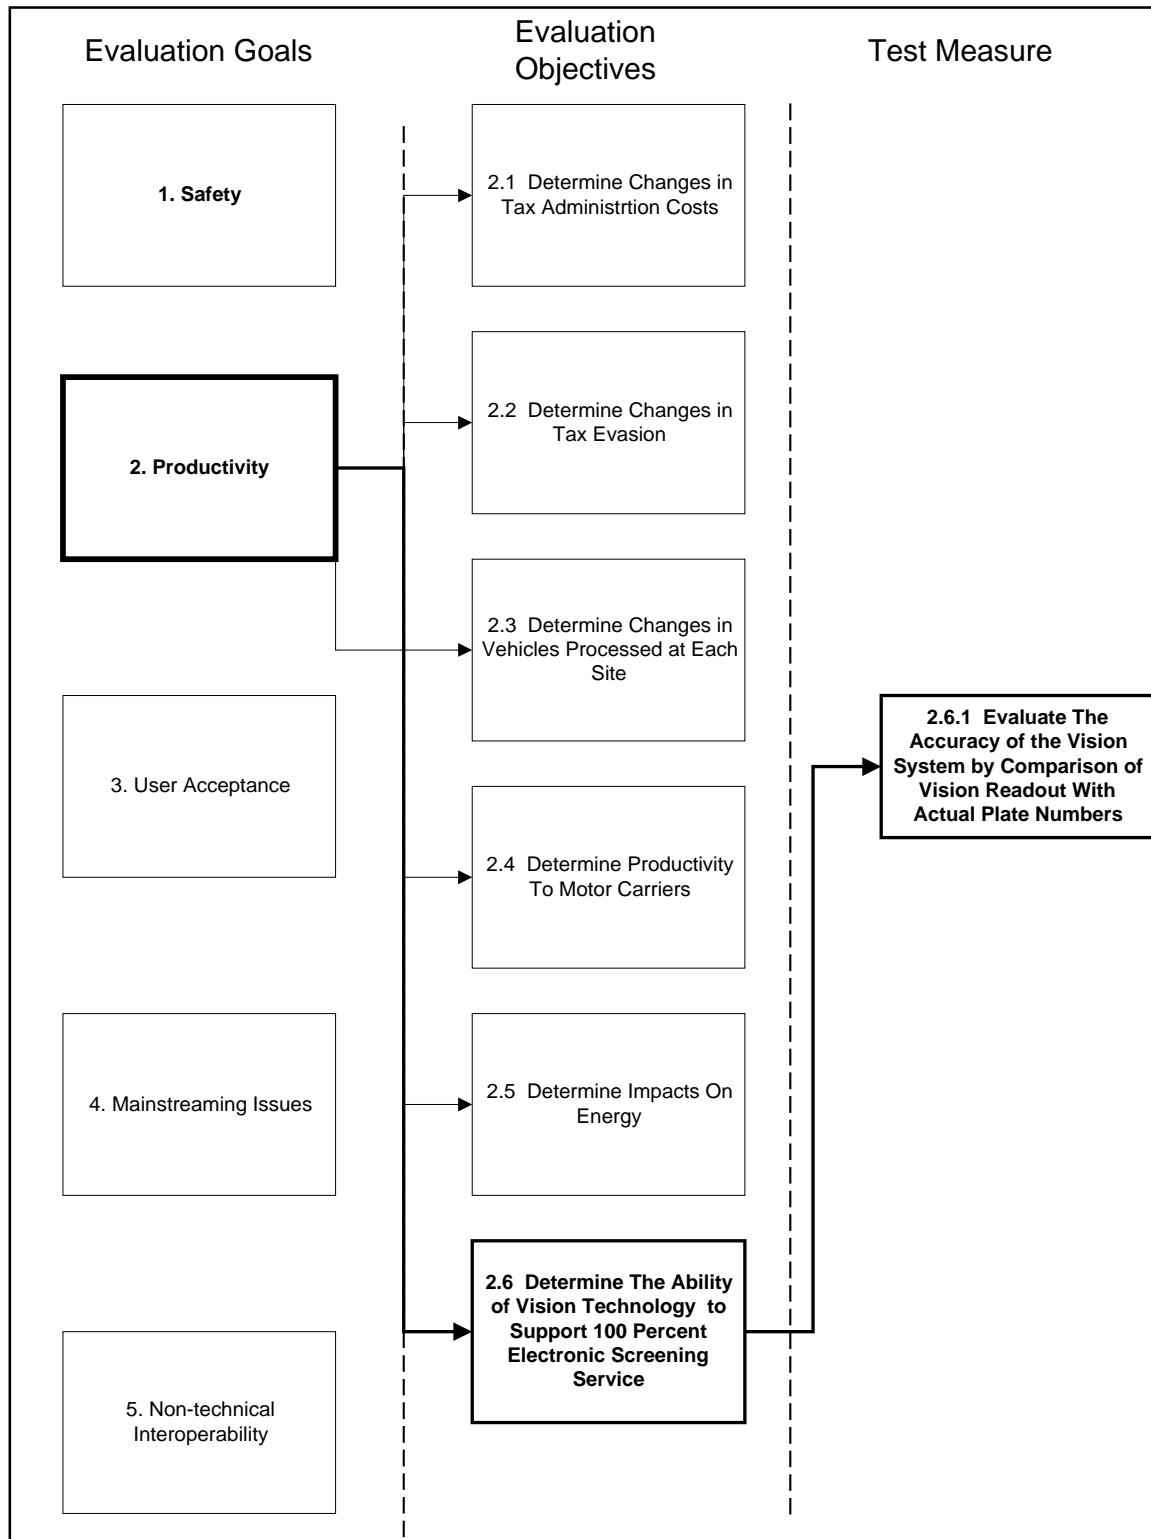 Evaluation Goals
Evaluation
Objectives
Test Measure
1. Safety
2. Productivity
3. User Acceptance
4. Mainstreaming Issues
5. Non-technical
Interoperability
2.1 Determine Changes in
Tax Administrtion Costs
2.2 Determine Changes in
Tax Evasion
2.3 Determine Changes in
Vehicles Processed at Each
Site
2.4 Determine Productivity
To Motor Carriers
2.5 Determine Impacts On
Energy
2.6 Determine The Ability
of Vision Technology to
Support 100 Percent
Electronic Screening
Service
2.6.1 Evaluate The
Accuracy of the Vision
System by Comparison of
Vision Readout With
Actual Plate Numbers